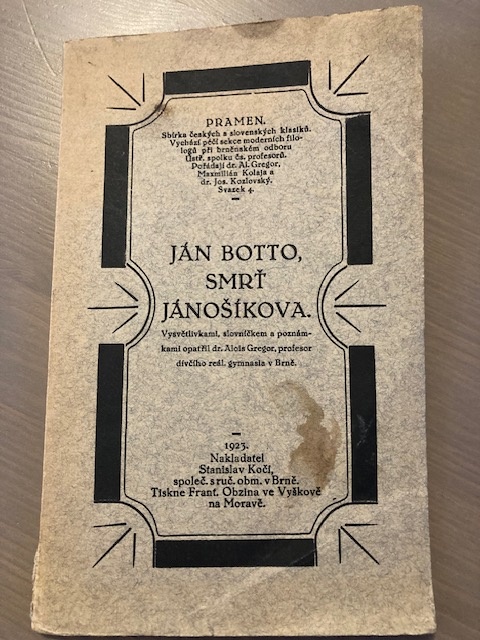 PRAMEN.
Sbírka českých a slovenských klasiků.
Vychází péčí sekce moderních filo-
logů při brněnském odboru
Ústř. spolku čs. profesorů.
Pořádají dr. Al. Gregor,
Maxmilián Kolaja a
dr. Jos. Kozlovský.
Svazek 4.
JÁN BOTTO,
SMRŤ
JÁNOŠÍKOVA.
Vysvětlivkami, slovníčkem a poznám-
kami opatřil dr. Alois Gregor, profesor
dívčího reál. gymnasia v Brně.
1923.
Nakladatel
Stanislav Kočí,
společ. s ruč. obm. v Brně.
Tiskne Frant. Obzina ve Vyškově
na Moravě.